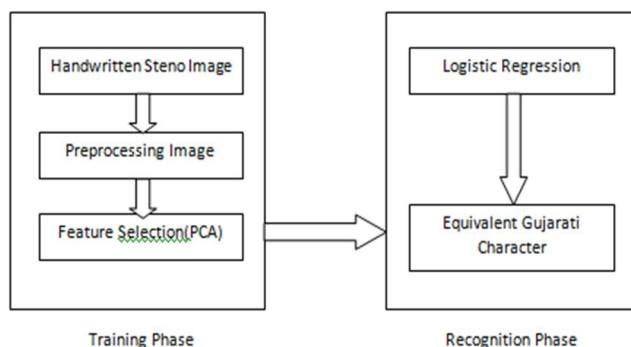 Handwritten Steno Image
Preprocessing Image
Feature Selection(PCA)
Training Phase
Logistic Regression
Equivalent Gujarati
Character
Recognition Phase